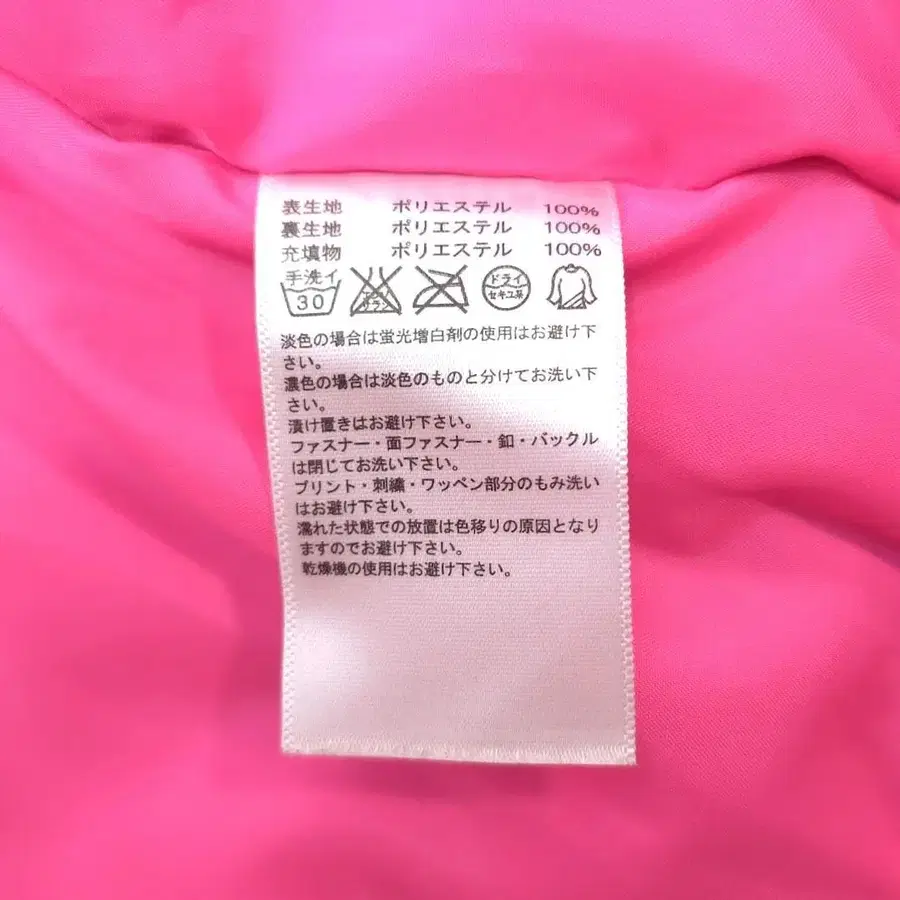 表生地 ポリエステル 100%
裏生地 ポリエステル 100%
充填物 ポリエステル 100%
手洗イ
30
ドライ
セキユ系
淡色の場合は蛍光増白剤の使用はお避け下
さい。
濃色の場合は淡色のものと分けてお洗い下
さい。
漬け置きはお避け下さい。
ファスナー・面ファスナー・釦・バックル
は閉じてお洗い下さい。
プリント・刺繍・ワッペン部分のもみ洗い
はお避け下さい。
濡れた状態での放置は色移りの原因となり
ますのでお避け下さい。
乾燥機の使用はお避け下さい。